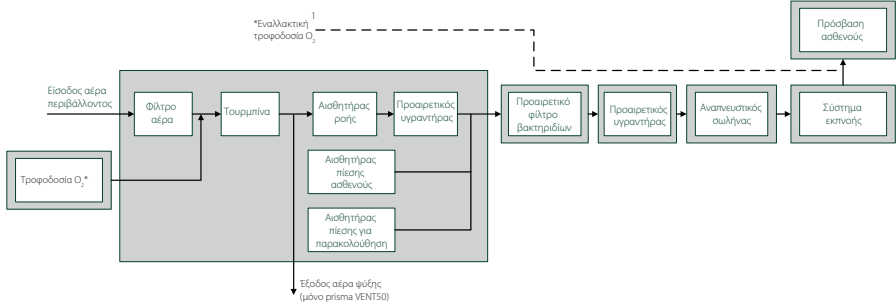 *Εναλλακτική 1
τροφοδοσία O2
Πρόσβαση
ασθενούς
Είσοδος αέρα
περιβάλλοντος
Φίλτρο
αέρα
Τουρμπίνα
Αισθητήρας
ροής
Προαιρετικός
υγραντήρας
Προαιρετικό
φίλτρο
βακτηριδίων
Προαιρετικός
υγραντήρας
Αναπνευστικός
σωλήνας
Σύστημα
εκπνοής
Τροφοδοσία O2*
Αισθητήρας
πίεσης
ασθενούς
Αισθητήρας
πίεσης για
παρακολούθηση
Έξοδος αέρα ψύξης
(μόνο prisma VENT50)